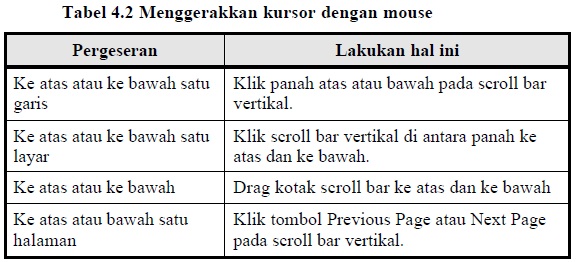 Tabel 4.2 Menggerakkan kursor dengan mouse
Pergeseran
Lakukan hal ini
Ke atas atau ke bawah satu
garis
Klik panah atas atau bawah pada scroll bar
vertikal.
Ke atas atau ke bawah satu
layar
Klik scroll bar vertikal di antara panah ke
atas dan ke bawah.
Ke atas atau ke bawah
Drag kotak scroll bar ke atas dan ke bawah
Ke atas atau bawah satu
halaman
Klik tombol Previous Page atau Next Page
pada scroll bar vertikal.